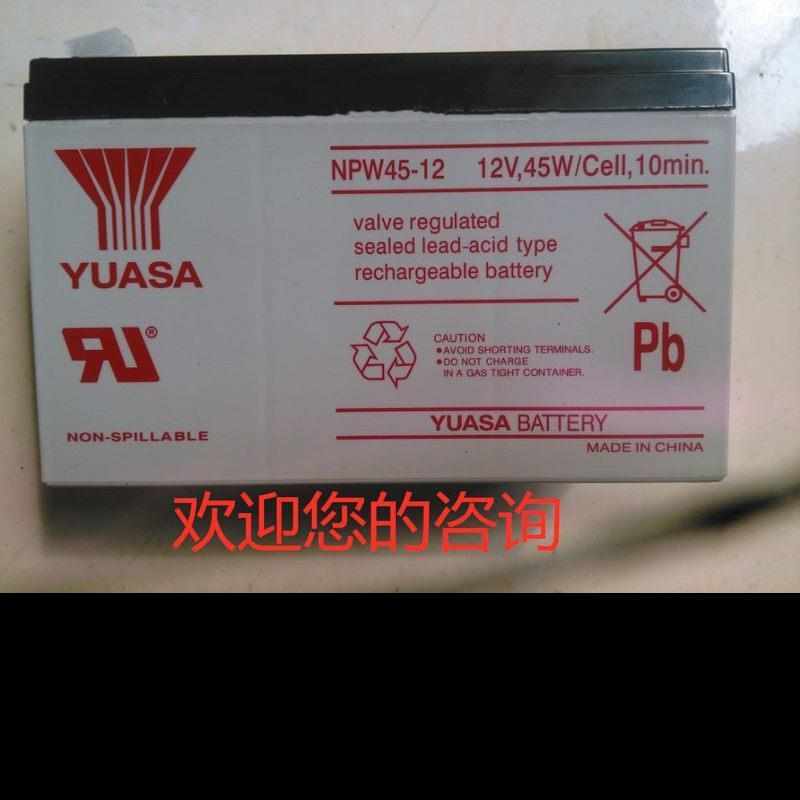 NPW45-12 12V,45W/Cell,10min.
YUASA
valve regulated
sealed lead-acid type
rechargeable battery
RU®
CAUTION
●AVOID SHORTING TERMINALS.
●DO NOT CHARGE
IN A GAS TIGHT CONTAINER.
Pb
NON-SPILLABLE
YUASA BATTERY
MADE IN CHINA
欢迎您的咨询